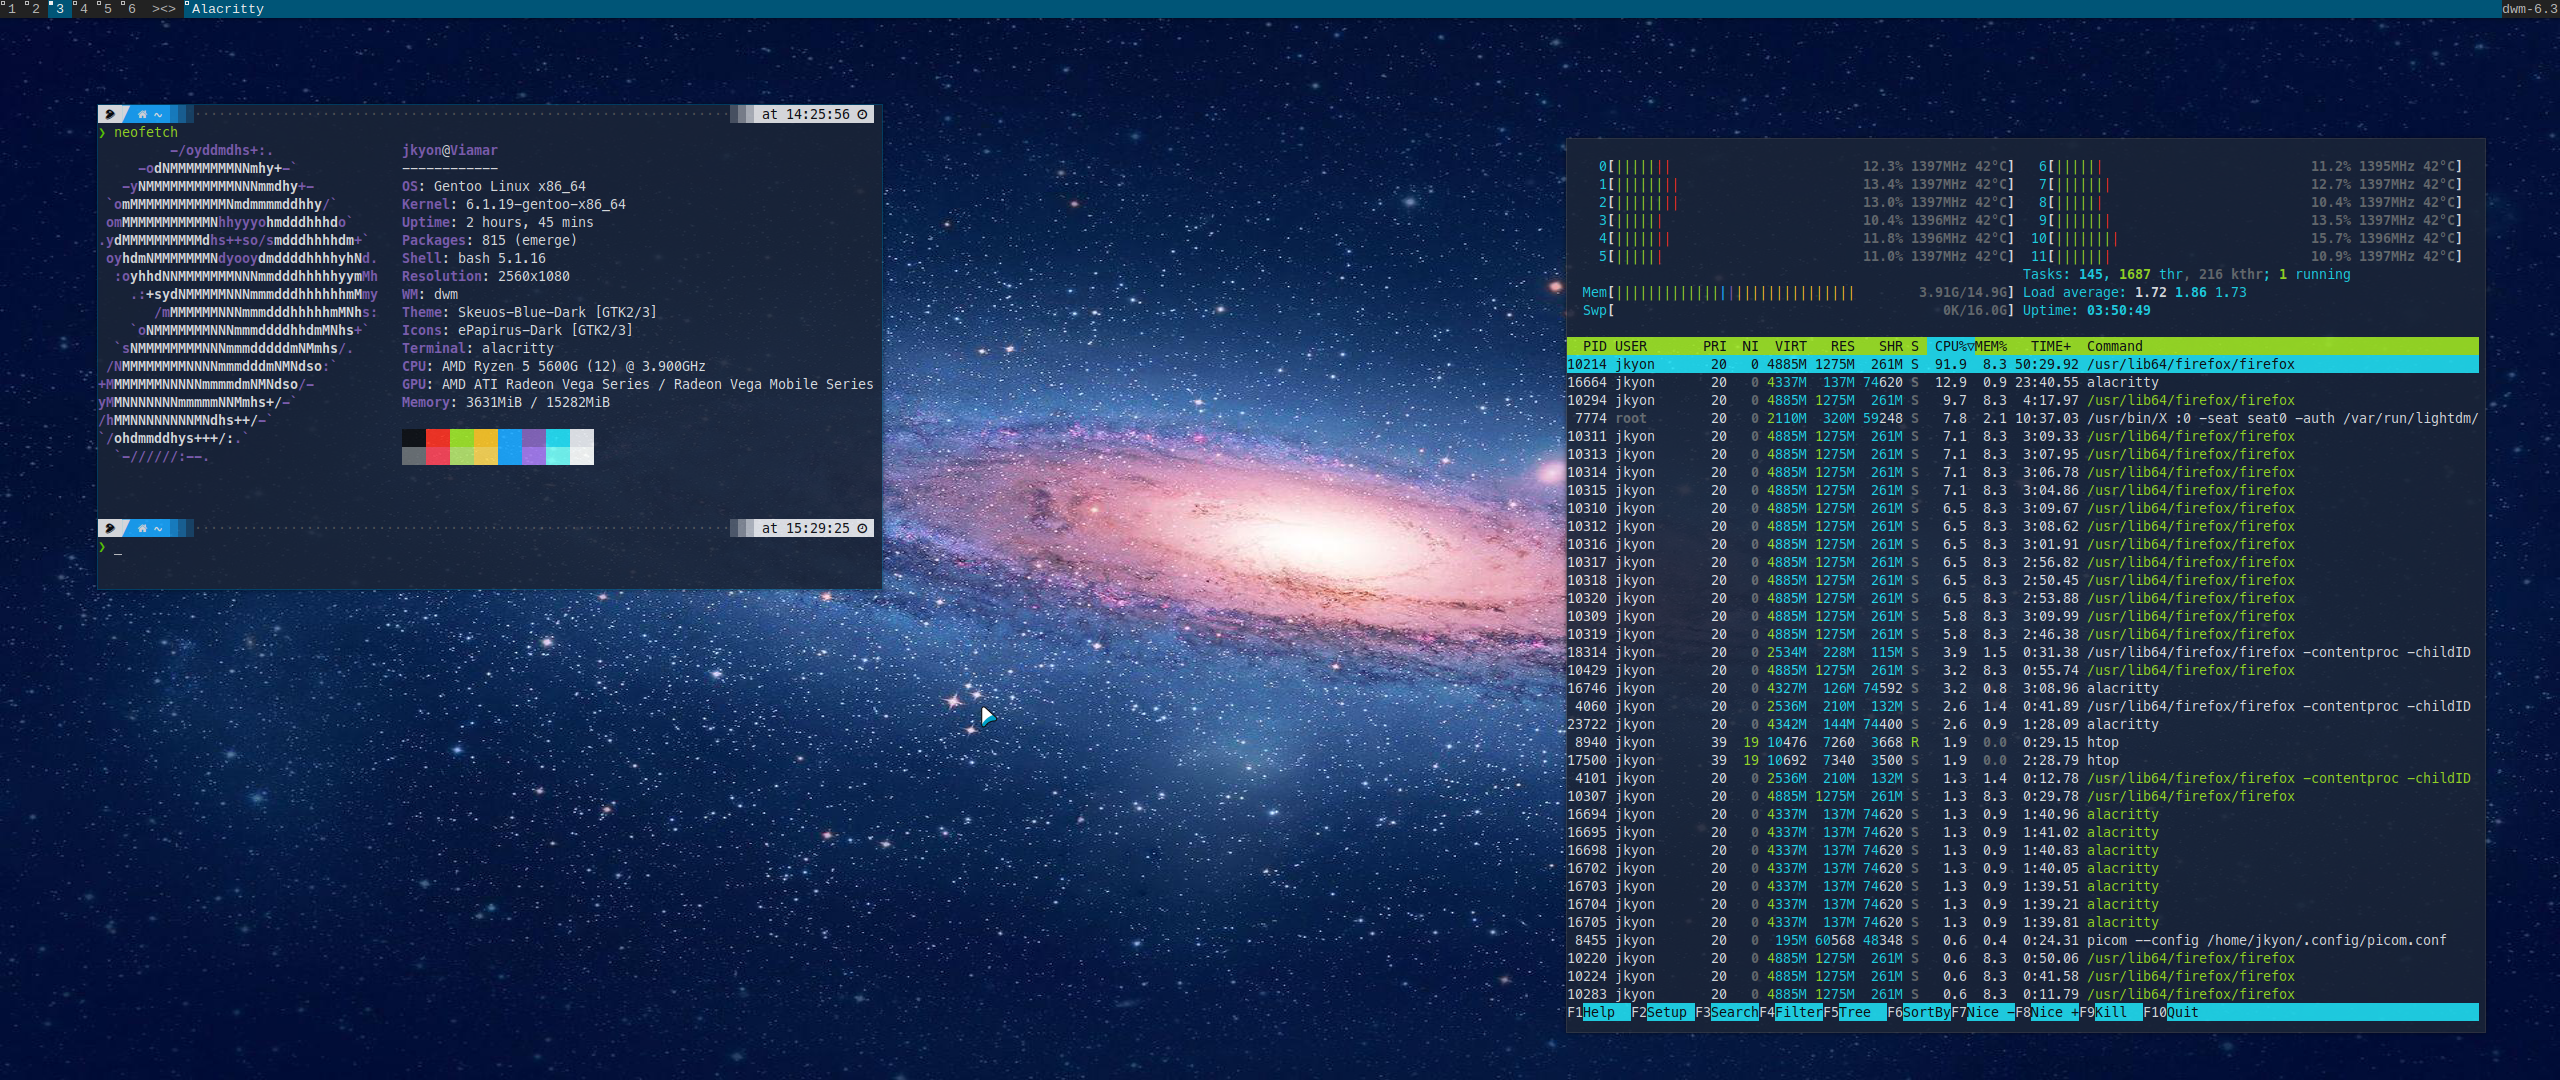 1 2 3 4 5 6 ><> Alacritty dwm-6.3
~ at 14:25:56
❯ neofetch
-/oyddmdhs+:.
-odNMMMMMMMMNNmhy+-`
-yNMMMMMMMMMMMNNNmmdhy+-
`omMMMMMMMMMMMMNmdmmmmddhhy/`
omMMMMMMMMMMMNhhyyyohmdddhhhdo`
.ydMMMMMMMMMMdhs++so/smdddhhhhdm+`
oyhdmNMMMMMMMNdyooydmddddhhhhyhNd.
:oyhhdNNMMMMMMMNNNmmdddhhhhhyymMh
.:+sydNMMMMMNNNmmmdddhhhhhhmMmy
/mMMMMMMNNNmmmdddhhhhhmMNhs:
`oNMMMMMMMNNNmmmddddhhdmMNhs+`
`sNMMMMMMMMNNNmmmdddddmNMmhs/.
/NMMMMMMMMNNNNmmmdddmNMNdso:`
+MMMMMMMNNNNNmmmmdmNMNdso/-
yMMNNNNNNNmmmmmNNMmhs+/-`
/hMMNNNNNNNNMNdhs++/-`
`/ohdmmddhys+++/:.`
`-//////:--.
jkyon@Viamar
------------
OS: Gentoo Linux x86_64
Kernel: 6.1.19-gentoo-x86_64
Uptime: 2 hours, 45 mins
Packages: 815 (emerge)
Shell: bash 5.1.16
Resolution: 2560x1080
WM: dwm
Theme: Skeuos-Blue-Dark [GTK2/3]
Icons: ePapirus-Dark [GTK2/3]
Terminal: alacritty
CPU: AMD Ryzen 5 5600G (12) @ 3.900GHz
GPU: AMD ATI Radeon Vega Series / Radeon Vega Mobile Series
Memory: 3631MiB / 15282MiB
~ at 15:29:25
❯ _
0[||||||| 12.3% 1397MHz 42°C] 6[|||||| 11.2% 1395MHz 42°C]
1[|||||||| 13.4% 1397MHz 42°C] 7[||||||| 12.7% 1397MHz 42°C]
2[|||||||| 13.0% 1397MHz 42°C] 8[|||||| 10.4% 1397MHz 42°C]
3[|||||| 10.4% 1396MHz 42°C] 9[||||||| 13.5% 1397MHz 42°C]
4[||||||| 11.8% 1396MHz 42°C] 10[|||||||| 15.7% 1396MHz 42°C]
5[|||||| 11.0% 1397MHz 42°C] 11[||||||| 10.9% 1397MHz 42°C]
Tasks: 145, 1687 thr, 216 kthr; 1 running
Mem[|||||||||||||||||||||||||||||| 3.91G/14.9G] Load average: 1.72 1.86 1.73
Swp[ 0K/16.0G] Uptime: 03:50:49
PID USER PRI NI VIRT RES SHR S CPU%▽MEM% TIME+ Command
10214 jkyon 20 0 4885M 1275M 261M S 91.9 8.3 50:29.92 /usr/lib64/firefox/firefox
16664 jkyon 20 0 4337M 137M 74620 S 12.9 0.9 23:40.55 alacritty
10294 jkyon 20 0 4885M 1275M 261M S 9.7 8.3 4:17.97 /usr/lib64/firefox/firefox
7774 root 20 0 2110M 320M 59248 S 7.8 2.1 10:37.03 /usr/bin/X :0 -seat seat0 -auth /var/run/lightdm/
10311 jkyon 20 0 4885M 1275M 261M S 7.1 8.3 3:09.33 /usr/lib64/firefox/firefox
10313 jkyon 20 0 4885M 1275M 261M S 7.1 8.3 3:07.95 /usr/lib64/firefox/firefox
10314 jkyon 20 0 4885M 1275M 261M S 7.1 8.3 3:06.78 /usr/lib64/firefox/firefox
10315 jkyon 20 0 4885M 1275M 261M S 7.1 8.3 3:04.86 /usr/lib64/firefox/firefox
10310 jkyon 20 0 4885M 1275M 261M S 6.5 8.3 3:09.67 /usr/lib64/firefox/firefox
10312 jkyon 20 0 4885M 1275M 261M S 6.5 8.3 3:08.62 /usr/lib64/firefox/firefox
10316 jkyon 20 0 4885M 1275M 261M S 6.5 8.3 3:01.91 /usr/lib64/firefox/firefox
10317 jkyon 20 0 4885M 1275M 261M S 6.5 8.3 2:56.82 /usr/lib64/firefox/firefox
10318 jkyon 20 0 4885M 1275M 261M S 6.5 8.3 2:50.45 /usr/lib64/firefox/firefox
10320 jkyon 20 0 4885M 1275M 261M S 6.5 8.3 2:53.88 /usr/lib64/firefox/firefox
10309 jkyon 20 0 4885M 1275M 261M S 5.8 8.3 3:09.99 /usr/lib64/firefox/firefox
10319 jkyon 20 0 4885M 1275M 261M S 5.8 8.3 2:46.38 /usr/lib64/firefox/firefox
18314 jkyon 20 0 2534M 228M 115M S 3.9 1.5 0:31.38 /usr/lib64/firefox/firefox -contentproc -childID
10429 jkyon 20 0 4885M 1275M 261M S 3.2 8.3 0:55.74 /usr/lib64/firefox/firefox
16746 jkyon 20 0 4327M 126M 74592 S 3.2 0.8 3:08.96 alacritty
4060 jkyon 20 0 2536M 210M 132M S 2.6 1.4 0:41.89 /usr/lib64/firefox/firefox -contentproc -childID
23722 jkyon 20 0 4342M 144M 74400 S 2.6 0.9 1:28.09 alacritty
8940 jkyon 39 19 10476 7260 3668 R 1.9 0.0 0:29.15 htop
17500 jkyon 39 19 10692 7340 3500 S 1.9 0.0 2:28.79 htop
4101 jkyon 20 0 2536M 210M 132M S 1.3 1.4 0:12.78 /usr/lib64/firefox/firefox -contentproc -childID
10307 jkyon 20 0 4885M 1275M 261M S 1.3 8.3 0:29.78 /usr/lib64/firefox/firefox
16694 jkyon 20 0 4337M 137M 74620 S 1.3 0.9 1:40.96 alacritty
16695 jkyon 20 0 4337M 137M 74620 S 1.3 0.9 1:41.02 alacritty
16698 jkyon 20 0 4337M 137M 74620 S 1.3 0.9 1:40.83 alacritty
16702 jkyon 20 0 4337M 137M 74620 S 1.3 0.9 1:40.05 alacritty
16703 jkyon 20 0 4337M 137M 74620 S 1.3 0.9 1:39.51 alacritty
16704 jkyon 20 0 4337M 137M 74620 S 1.3 0.9 1:39.21 alacritty
16705 jkyon 20 0 4337M 137M 74620 S 1.3 0.9 1:39.81 alacritty
8455 jkyon 20 0 195M 60568 48348 S 0.6 0.4 0:24.31 picom --config /home/jkyon/.config/picom.conf
10220 jkyon 20 0 4885M 1275M 261M S 0.6 8.3 0:50.06 /usr/lib64/firefox/firefox
10224 jkyon 20 0 4885M 1275M 261M S 0.6 8.3 0:41.58 /usr/lib64/firefox/firefox
10283 jkyon 20 0 4885M 1275M 261M S 0.6 8.3 0:11.79 /usr/lib64/firefox/firefox
F1Help F2Setup F3SearchF4FilterF5Tree F6SortByF7Nice -F8Nice +F9Kill F10Quit